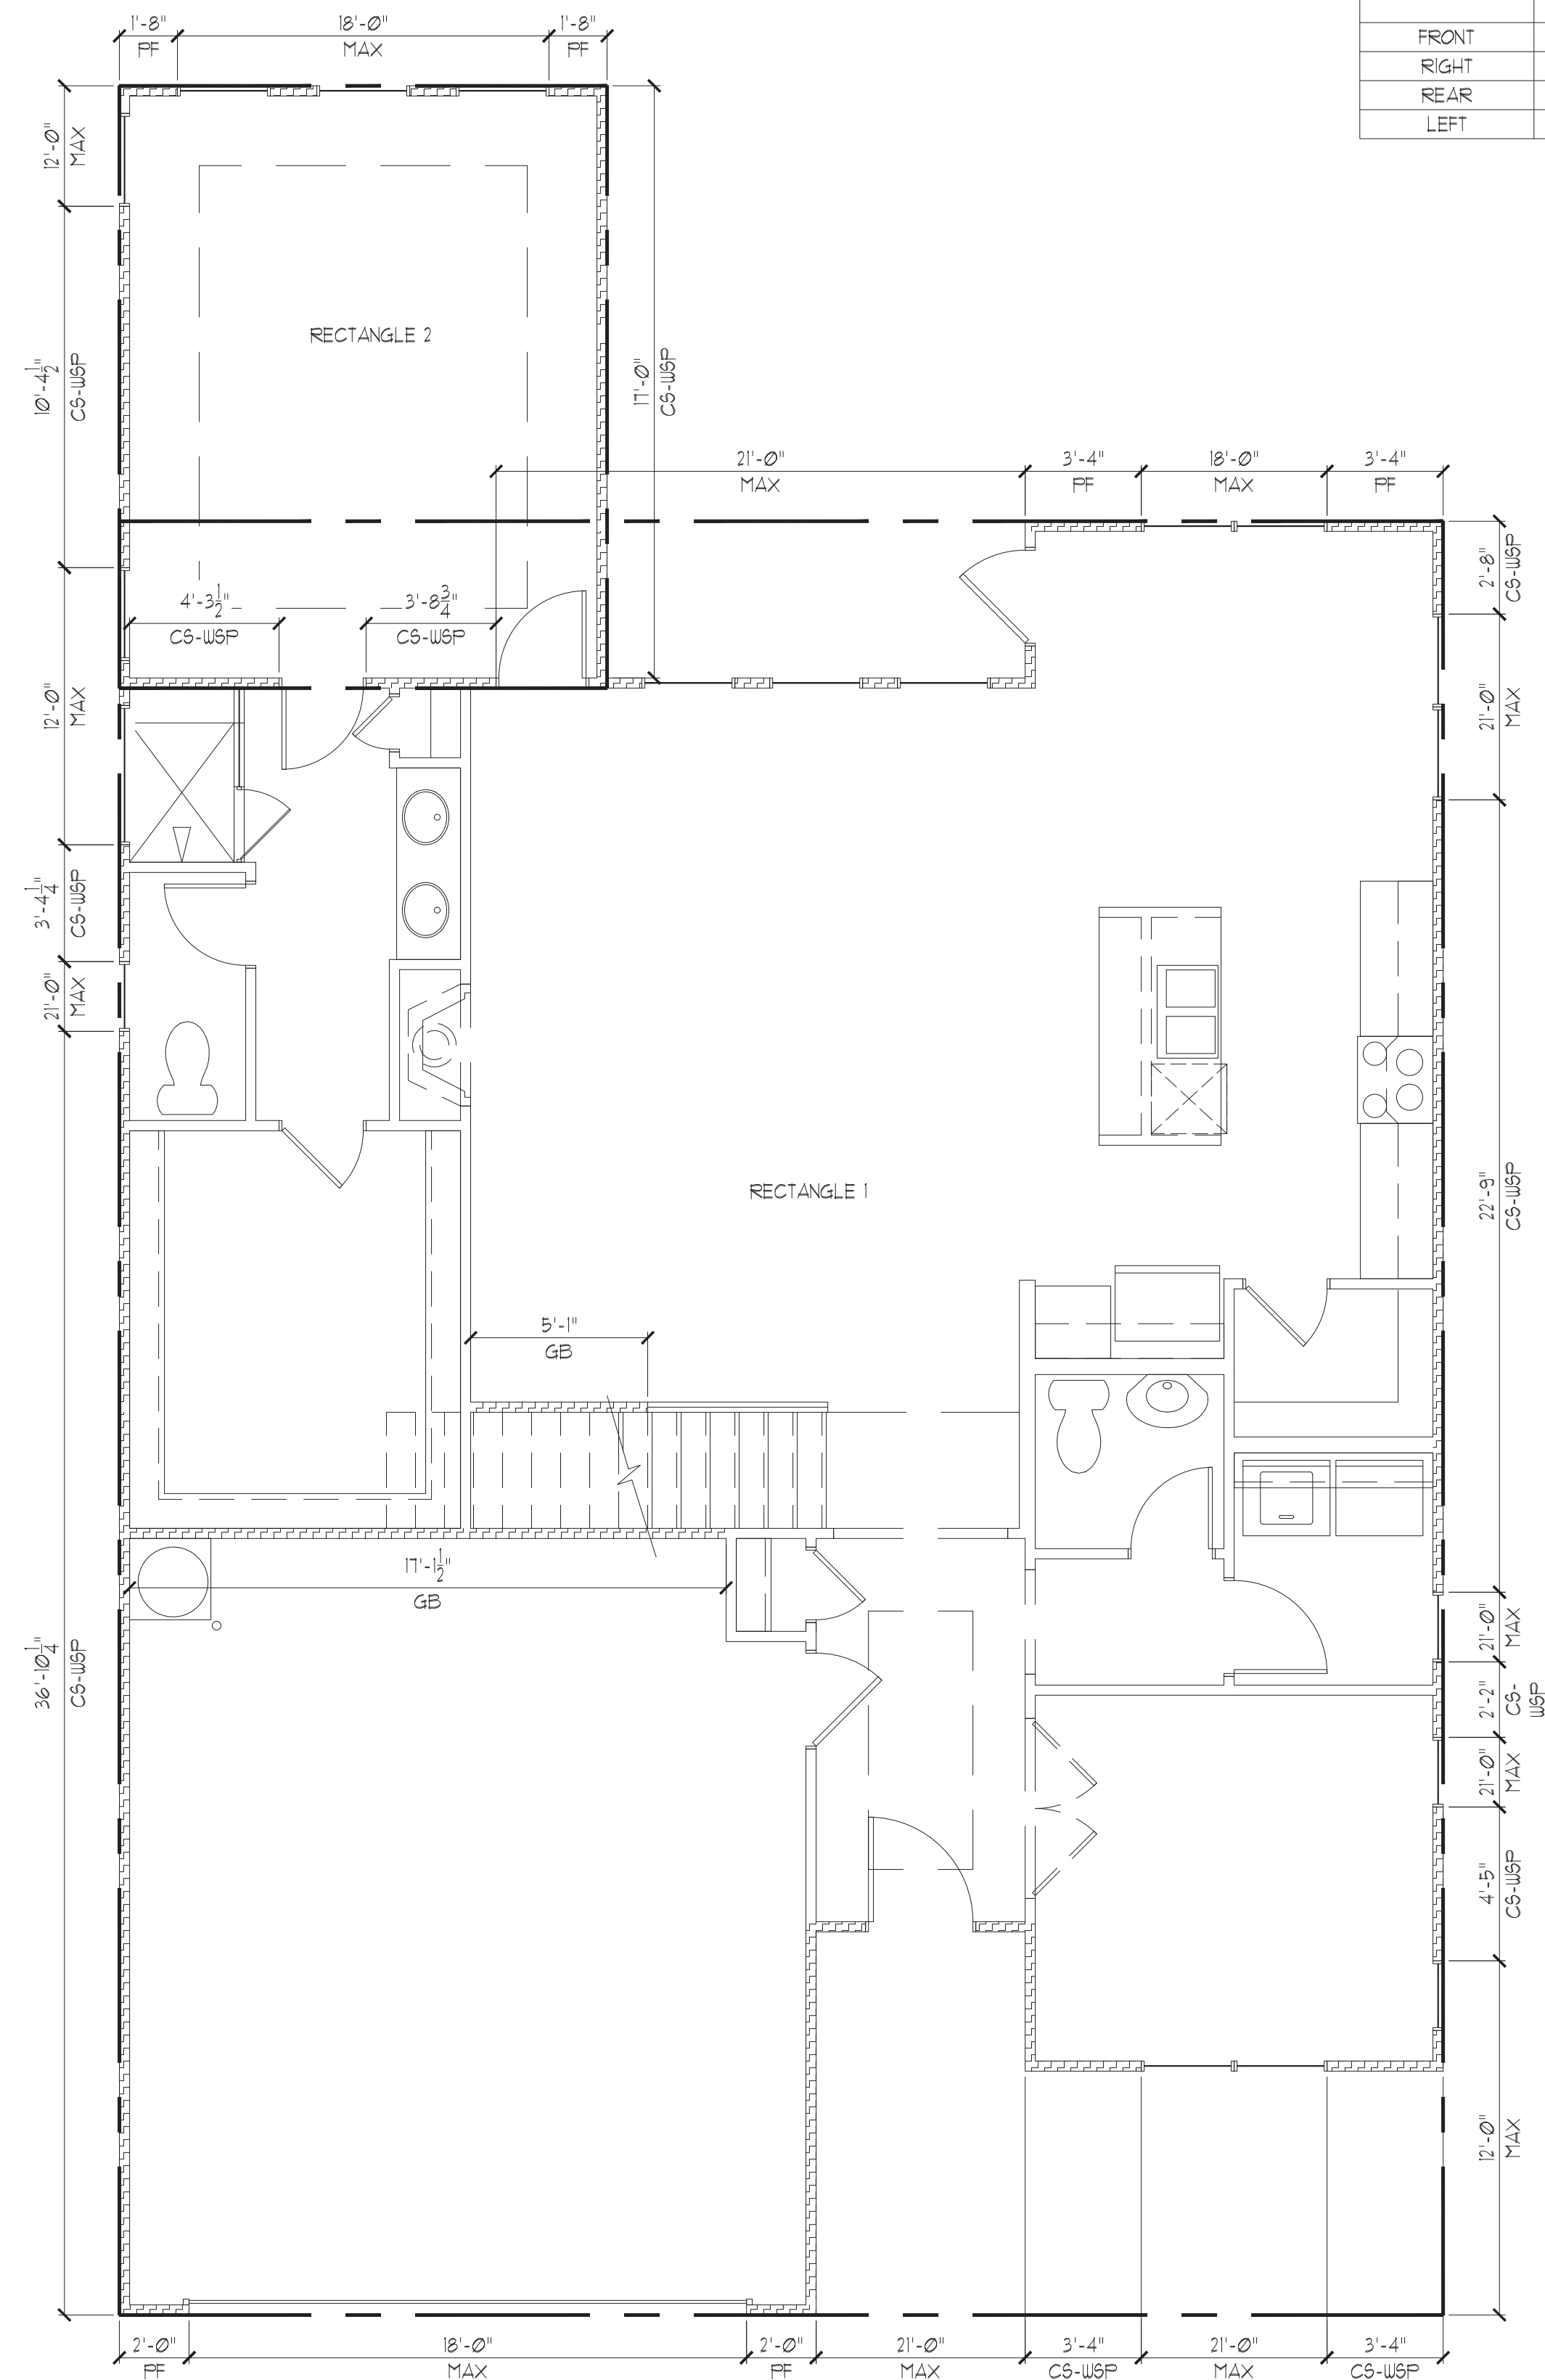 1'-8" 18'-0" 1'-8"
PF MAX PF
FRONT
RIGHT
REAR
LEFT
12'-0"
MAX
RECTANGLE 2
10'-4 1/2"
CS-WSP
17'-0"
CS-WSP
21'-0" 3'-4" 18'-0" 3'-4"
MAX PF MAX PF
2'-8"
CS-WSP
4'-3 1/2" 3'-8 3/4"
CS-WSP CS-WSP
12'-0"
MAX
21'-0"
MAX
3'-4 1/4"
CS-WSP
21'-0"
MAX
RECTANGLE 1
22'-9"
CS-WSP
5'-1"
GB
17'-1 1/2"
GB
36'-10 1/4"
CS-WSP
21'-0"
MAX
2'-2"
CS-
WSP
21'-0"
MAX
4'-5"
CS-WSP
12'-0"
MAX
2'-0" 18'-0" 2'-0" 21'-0" 3'-4" 21'-0" 3'-4"
PF MAX PF MAX CS-WSP MAX CS-WSP